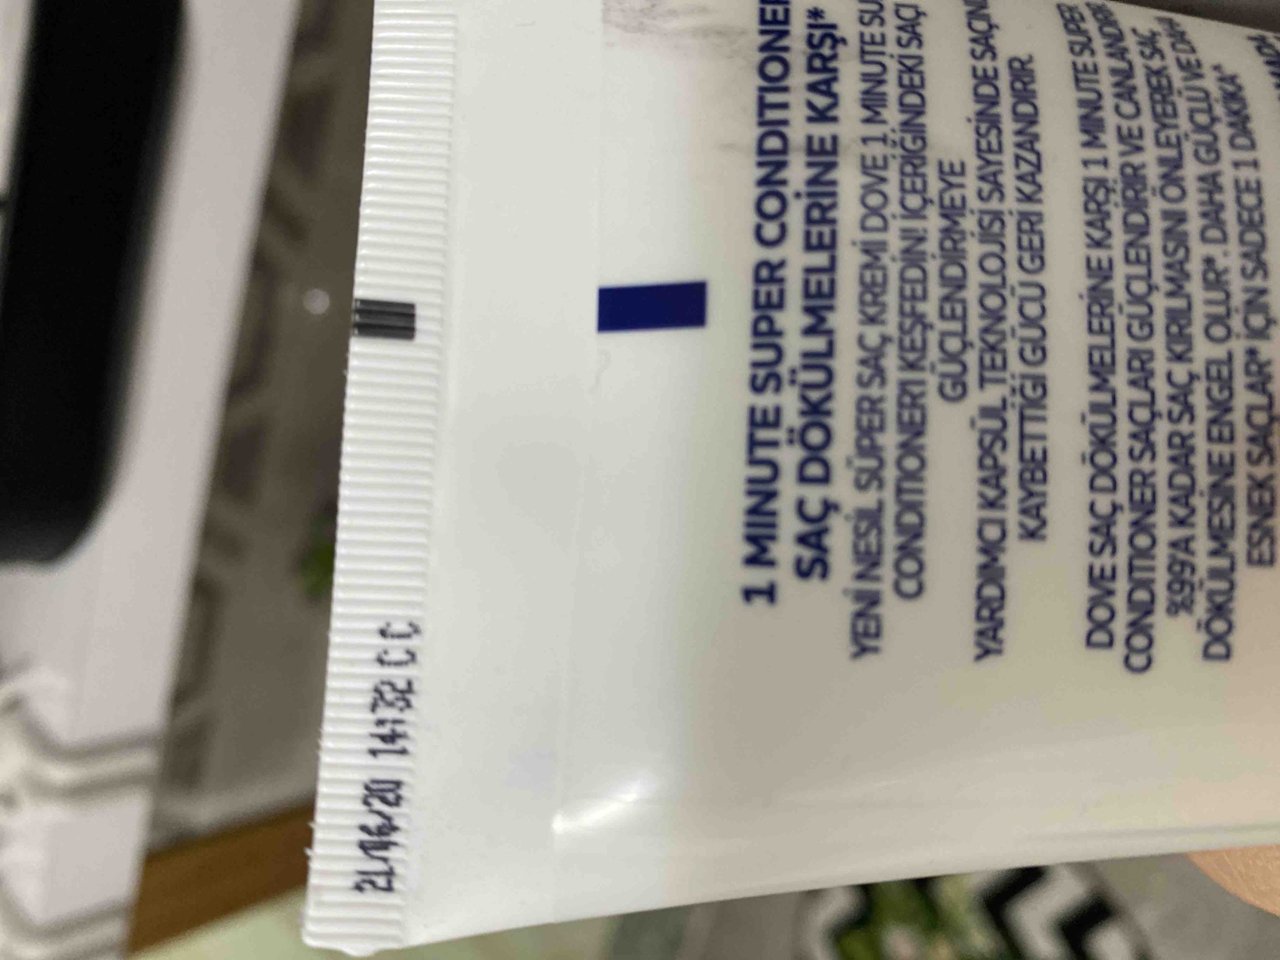 21/06/20 14:32 C C
1 MINUTE SUPER CONDITIONER
SAÇ DÖKÜLMELERİNE KARŞI*
YENİ NESİL SÜPER SAÇ KREMİ DOVE 1 MINUTE SU
CONDITIONER'I KEŞFEDİN! İÇERİĞİNDEKİ SAÇI
GÜÇLENDİRMEYE
YARDIMCI KAPSÜL TEKNOLOJİSİ SAYESİNDE SAÇIN
KAYBETTİĞİ GÜCÜ GERİ KAZANDIRIR.
DOVE SAÇ DÖKÜLMELERİNE KARŞI 1 MINUTE SUPER
CONDITIONER SAÇLARI GÜÇLENDİRİR VE CANLANDIRIR
%99'A KADAR SAÇ KIRILMASINI ÖNLEYEREK SAÇ
DÖKÜLMESİNE ENGEL OLUR*. DAHA GÜÇLÜ VE DAHA
ESNEK SAÇLAR* İÇİN SADECE 1 DAKİKA^